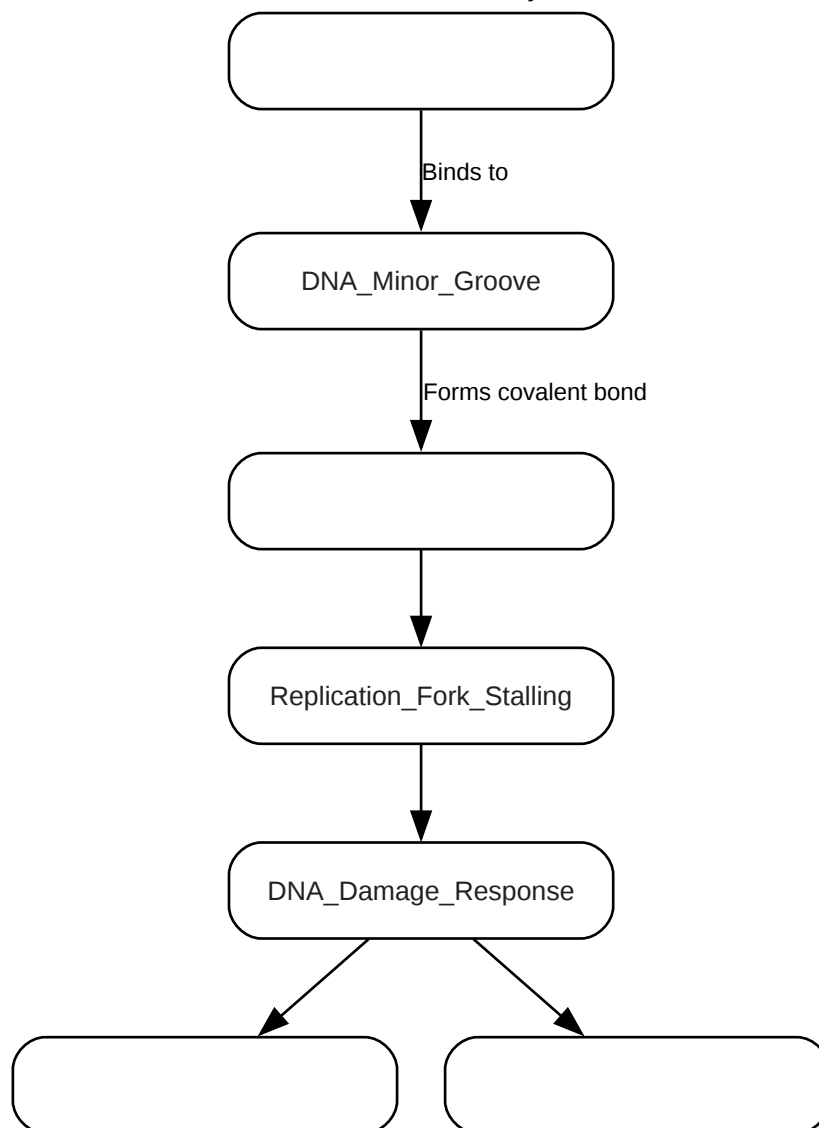 Binds to
DNA_Minor_Groove
Forms covalent bond
Replication_Fork_Stalling
DNA_Damage_Response